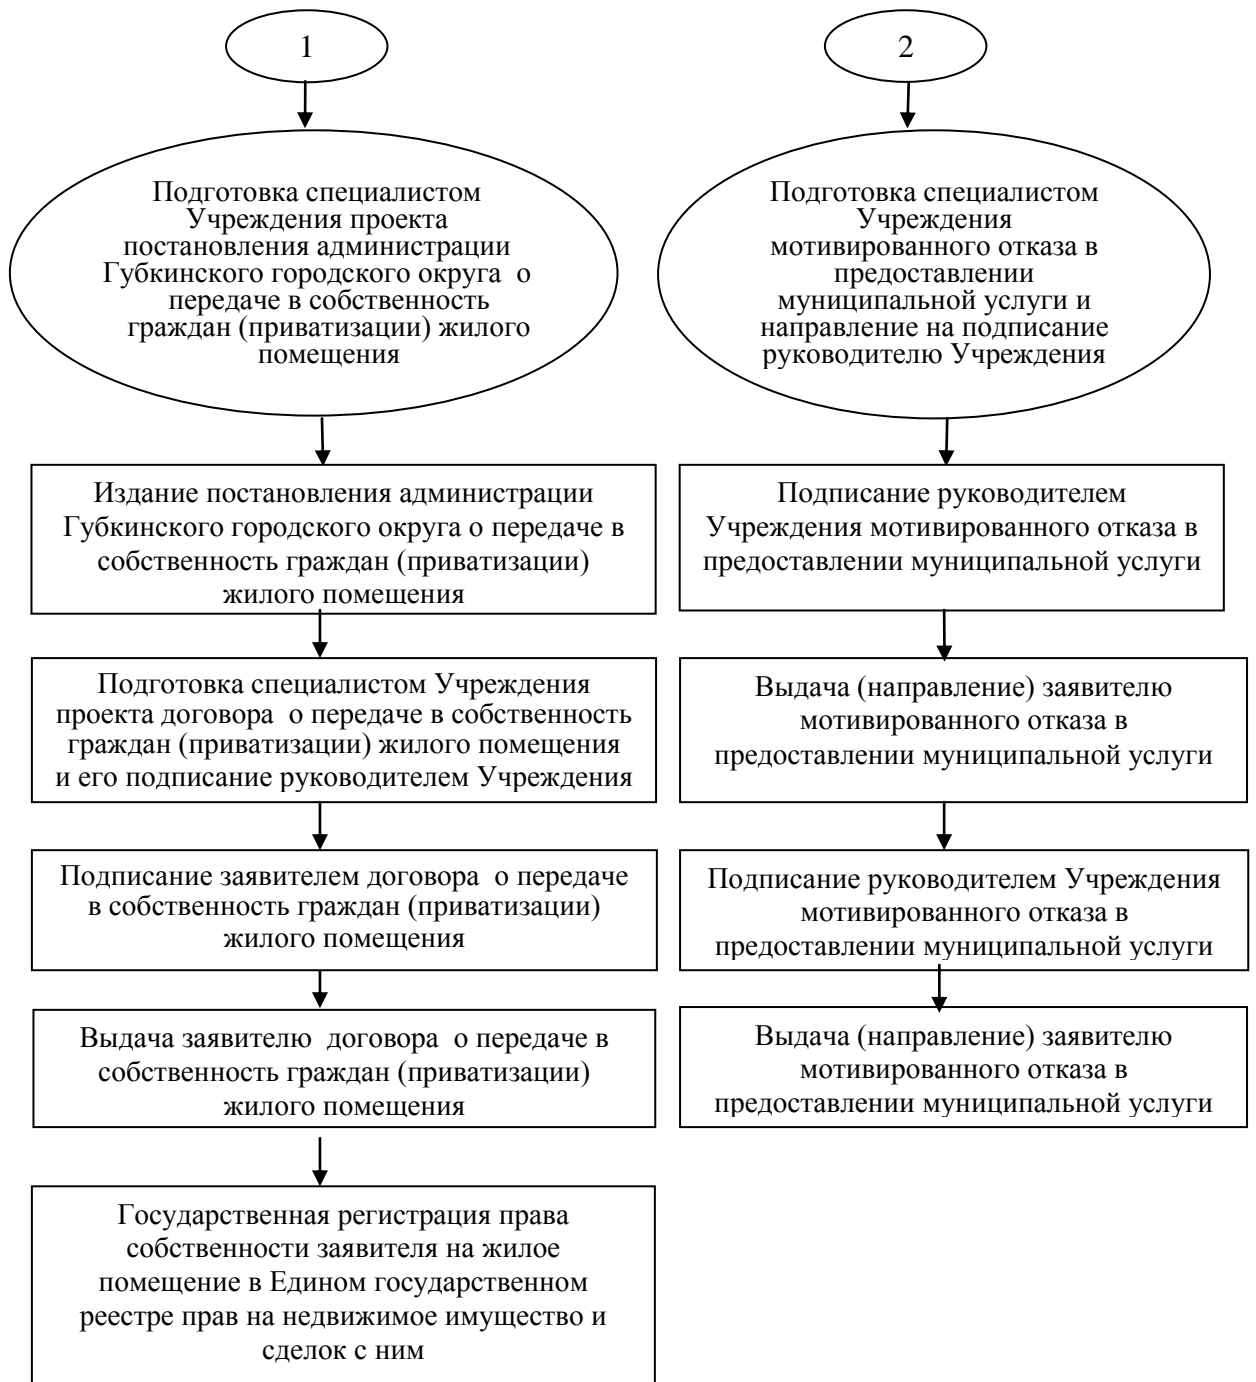 1
Подготовка специалистом
Учреждения проекта
постановления администрации
Губкинского городского округа о
передаче в собственность
граждан (приватизации) жилого
помещения
Издание постановления администрации
Губкинского городского округа о передаче в
собственность граждан (приватизации)
жилого помещения
Подготовка специалистом Учреждения
проекта договора о передаче в собственность
граждан (приватизации) жилого помещения
и его подписание руководителем Учреждения
Подписание заявителем договора о передаче
в собственность граждан (приватизации)
жилого помещения
Выдача заявителю договора о передаче в
собственность граждан (приватизации)
жилого помещения
Государственная регистрация права
собственности заявителя на жилое
помещение в Едином государственном
реестре прав на недвижимое имущество и
сделок с ним
2
Подготовка специалистом
Учреждения
мотивированного отказа в
предоставлении
муниципальной услуги и
направление на подписание
руководителю Учреждения
Подписание руководителем
Учреждения мотивированного отказа в
предоставлении муниципальной услуги
Выдача (направление) заявителю
мотивированного отказа в
предоставлении муниципальной услуги
Подписание руководителем Учреждения
мотивированного отказа в
предоставлении муниципальной услуги
Выдача (направление) заявителю
мотивированного отказа в
предоставлении муниципальной услуги